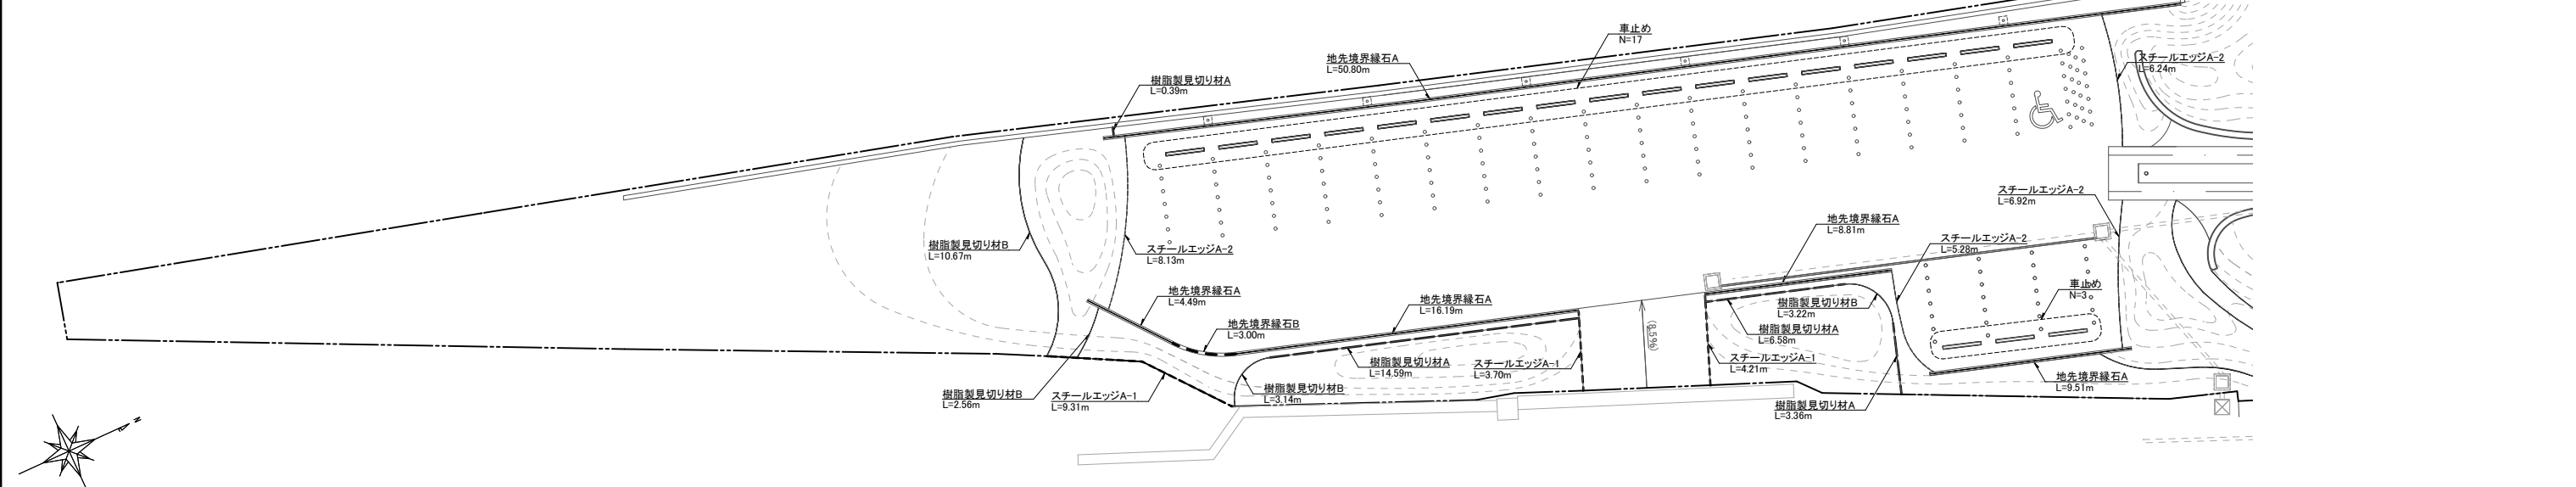 車止め
N=17
地先境界縁石A
L=50.80m
スチールエッジA-2
L=6.24m
樹脂製見切り材A
L=0.39m
スチールエッジA-2
L=6.92m
地先境界縁石A
L=8.81m
スチールエッジA-2
L=5.28m
樹脂製見切り材B
L=10.67m
スチールエッジA-2
L=8.13m
車止め
N=3
地先境界縁石A
L=4.49m
地先境界縁石A
L=16.19m
樹脂製見切り材B
L=3.22m
地先境界縁石B
L=3.00m
(8.5%)
樹脂製見切り材A
L=6.58m
樹脂製見切り材A
L=14.59m
スチールエッジA-1
L=3.70m
スチールエッジA-1
L=4.21m
地先境界縁石A
L=9.51m
樹脂製見切り材B
L=2.56m
スチールエッジA-1
L=9.31m
樹脂製見切り材B
L=3.14m
樹脂製見切り材A
L=3.36m